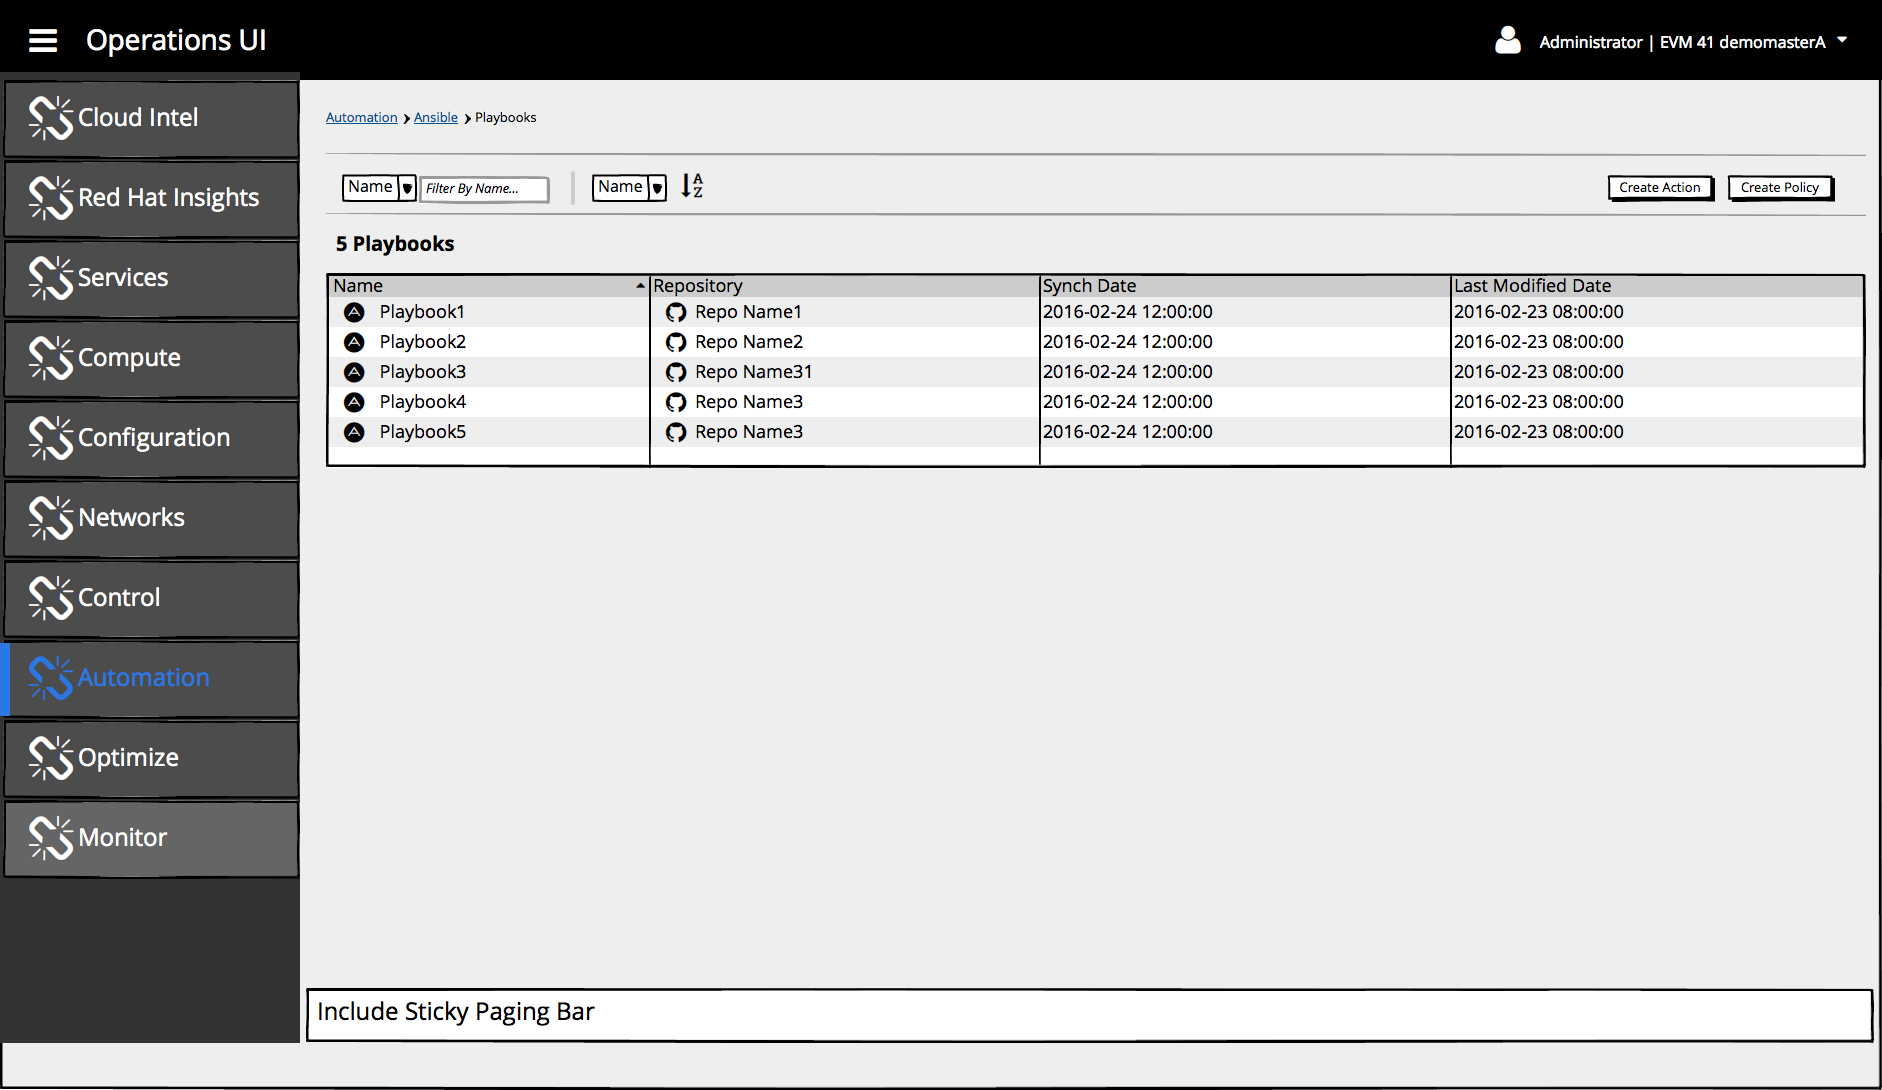 Operations UI
Administrator | EVM 41 demomasterA
Cloud Intel
Red Hat Insights
Services
Compute
Configuration
Networks
Control
Automation
Optimize
Monitor
Automation Ansible Playbooks
Name Filter By Name... Name A Z Create Action Create Policy
5 Playbooks
Name Repository Synch Date Last Modified Date
Playbook1 Repo Name1 2016-02-24 12:00:00 2016-02-23 08:00:00
Playbook2 Repo Name2 2016-02-24 12:00:00 2016-02-23 08:00:00
Playbook3 Repo Name31 2016-02-24 12:00:00 2016-02-23 08:00:00
Playbook4 Repo Name3 2016-02-24 12:00:00 2016-02-23 08:00:00
Playbook5 Repo Name3 2016-02-24 12:00:00 2016-02-23 08:00:00
Include Sticky Paging Bar